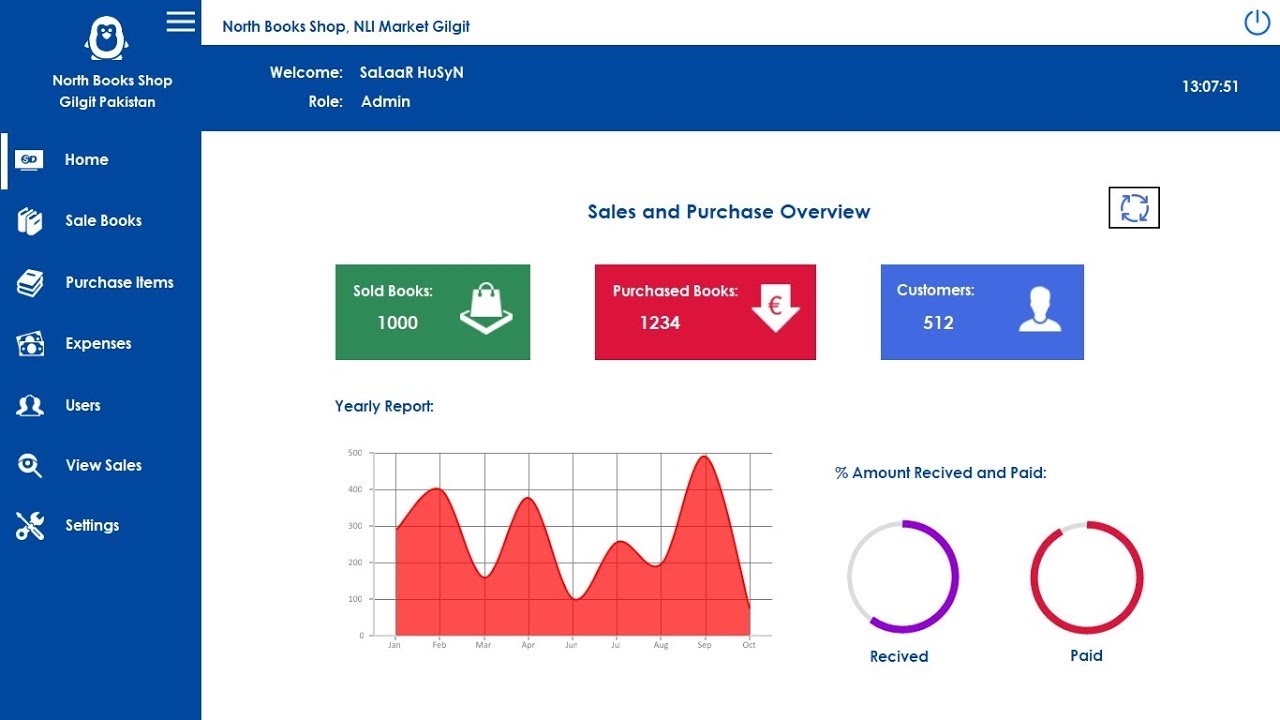 North Books Shop
Gilgit Pakistan
North Books Shop, NLI Market Gilgit
Welcome: SaLaaR HuSyN
Role: Admin
13:07:51
SD
Home
Sale Books
Purchase Items
Expenses
Users
View Sales
Settings
Sales and Purchase Overview
Sold Books:
1000
Purchased Books:
1234
€
Customers:
512
Yearly Report:
500
400
300
200
100
0
Jan Feb Mar Apr Jun Jul Aug Sep Oct
% Amount Recived and Paid:
Recived
Paid